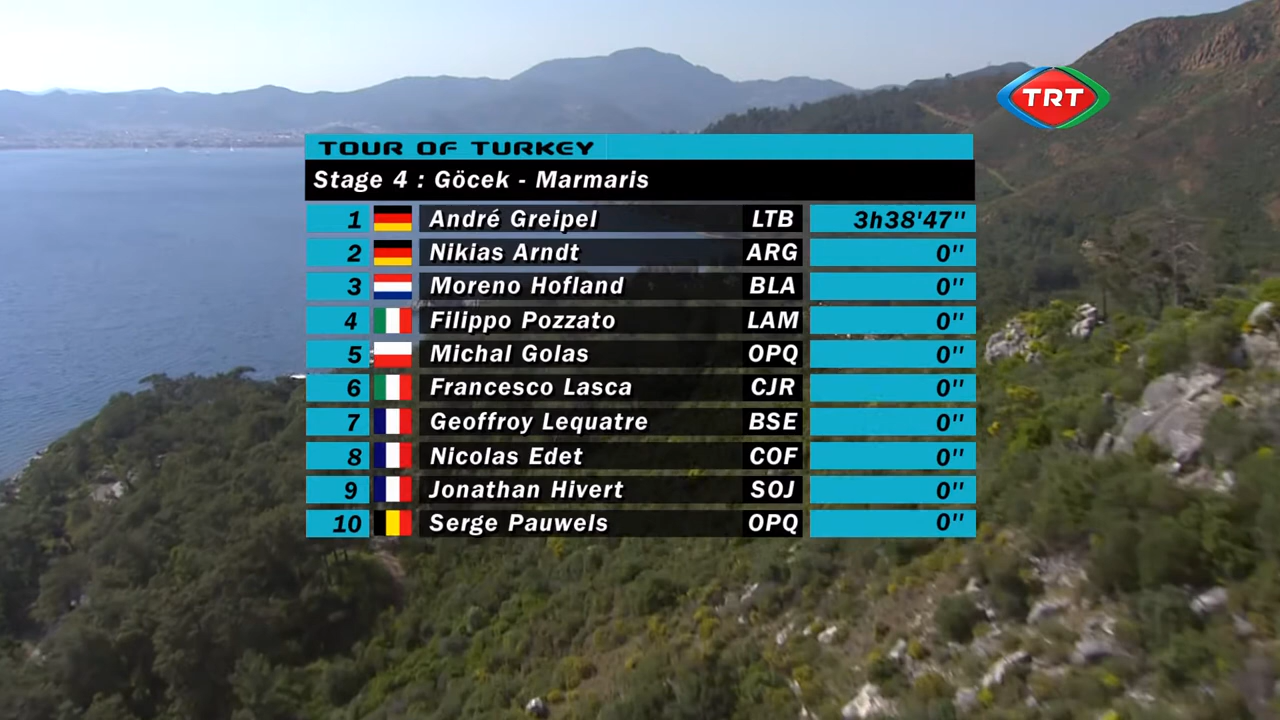 TRT
TOUR OF TURKEY
Stage 4 : Göcek - Marmaris
1 André Greipel LTB 3h38'47"
2 Nikias Arndt ARG 0"
3 Moreno Hofland BLA 0"
4 Filippo Pozzato LAM 0"
5 Michal Golas OPQ 0"
6 Francesco Lasca CJR 0"
7 Geoffroy Lequatre BSE 0"
8 Nicolas Edet COF 0"
9 Jonathan Hivert SOJ 0"
10 Serge Pauwels OPQ 0"